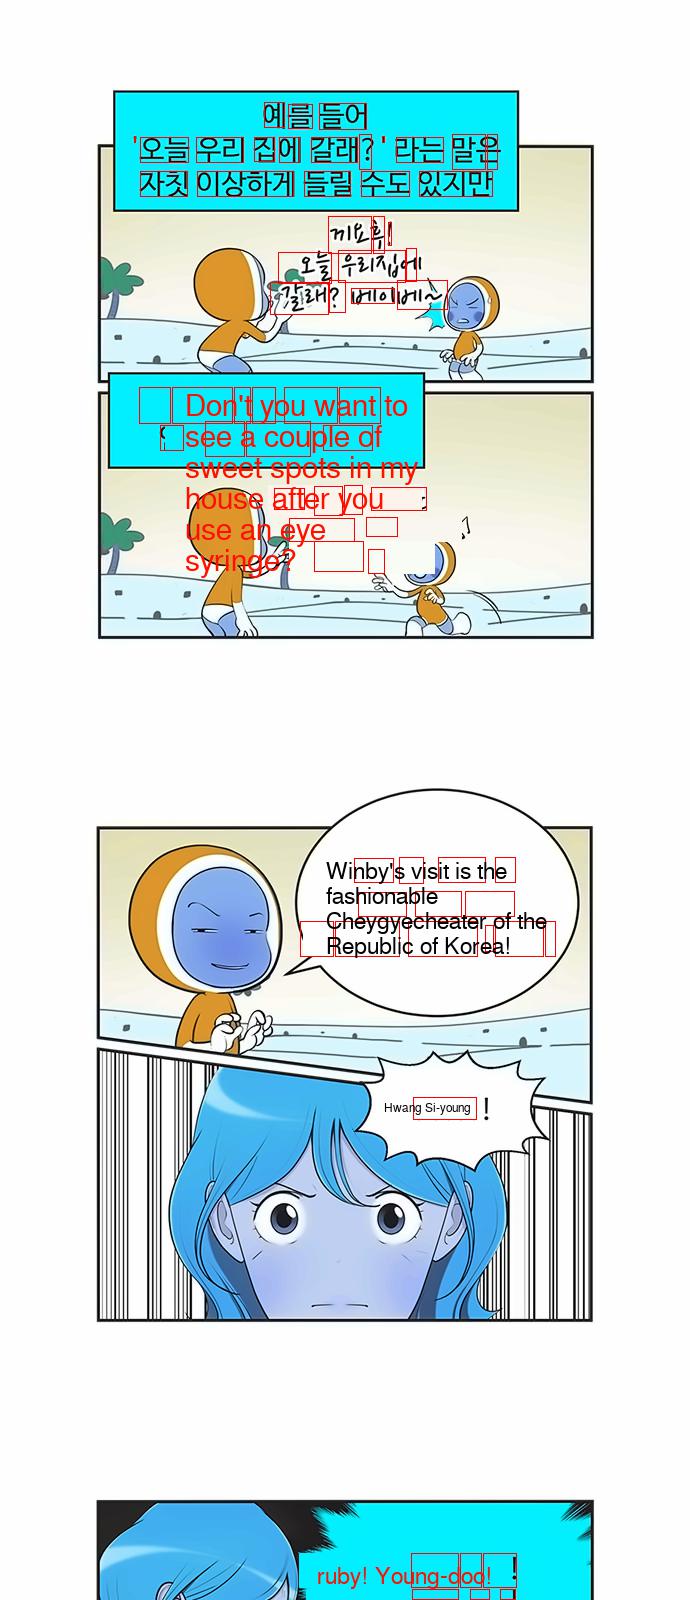 예를 들어
'오늘 우리 집에 갈래?' 라는 말은
자칫 이상하게 들릴 수도 있지만
끼요휴!
오늘 우리집에
갈래? 베이베~
Don't you want to
see a couple of
sweet spots in my
house after you
use an eye
syringe?
Winby's visit is the
fashionable
Cheygyecheater of the
Republic of Korea!
Hwang Si-young !
ruby! Young-doo! !